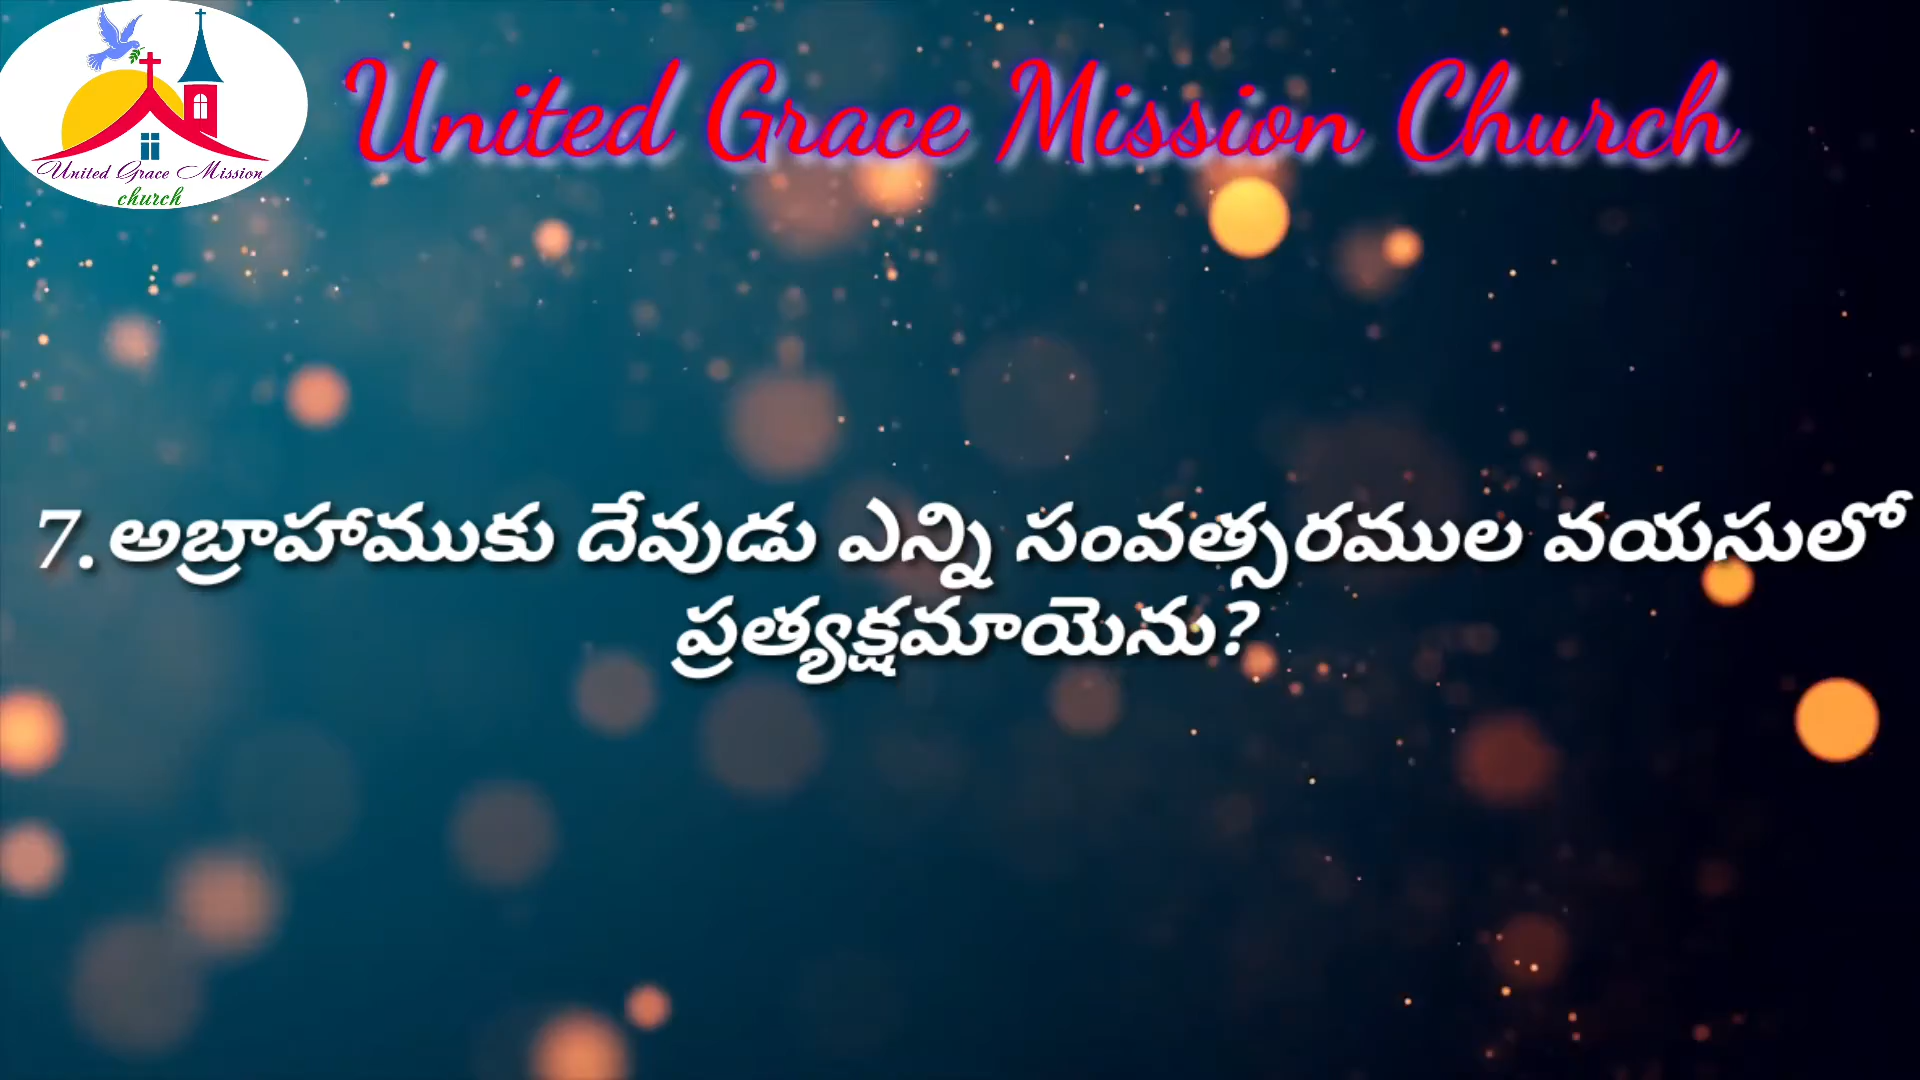 United Grace Mission
church
United Grace Mission Church
7. అబ్రాహాముకు దేవుడు ఎన్ని సంవత్సరముల వయసులో
ప్రత్యక్షమాయెను?